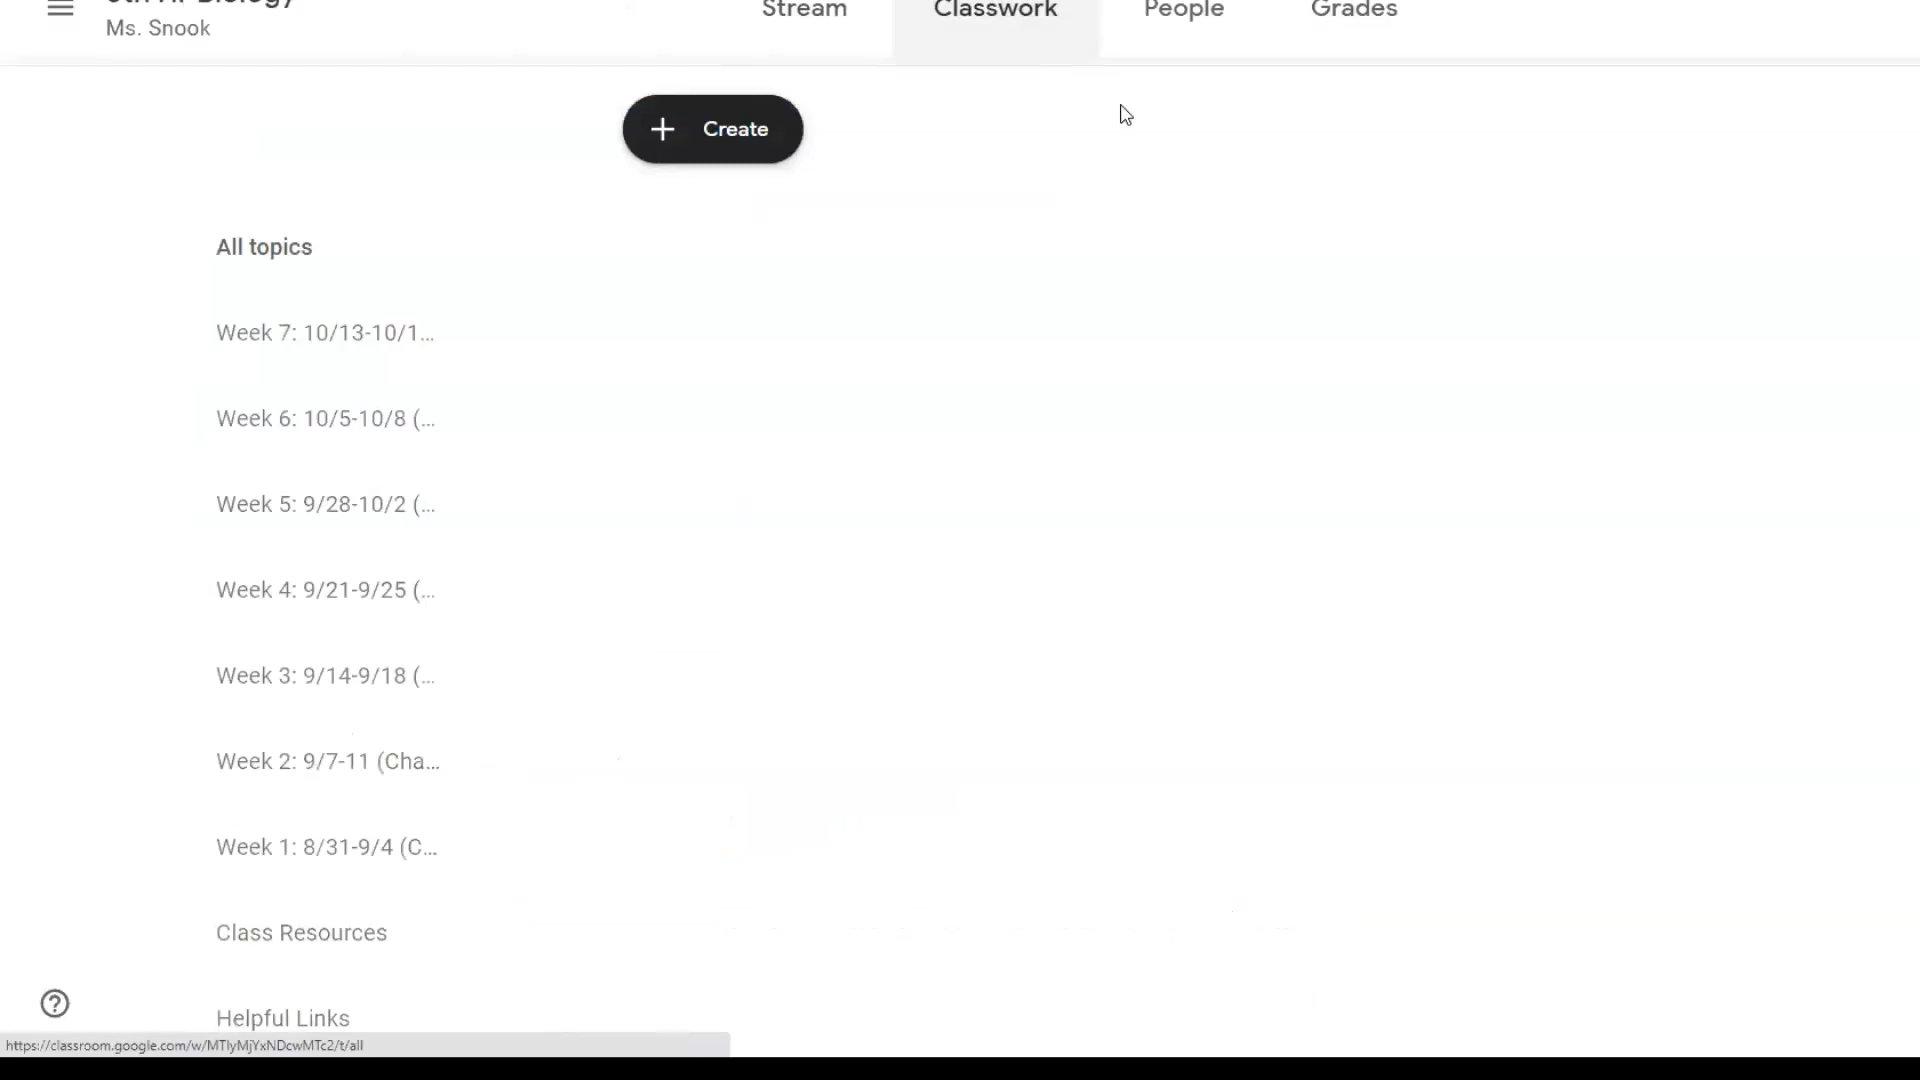 Biology
Ms. Snook
Stream
Classwork
People
Grades
Create
All topics
Week 7: 10/13-10/1...
Week 6: 10/5-10/8 (...
Week 5: 9/28-10/2 (...
Week 4: 9/21-9/25 (...
Week 3: 9/14-9/18 (...
Week 2: 9/7-11 (Cha...
Week 1: 8/31-9/4 (C...
Class Resources
Helpful Links
https://classroom.google.com/w/MTIyMjYxNDcwMTc2/t/all